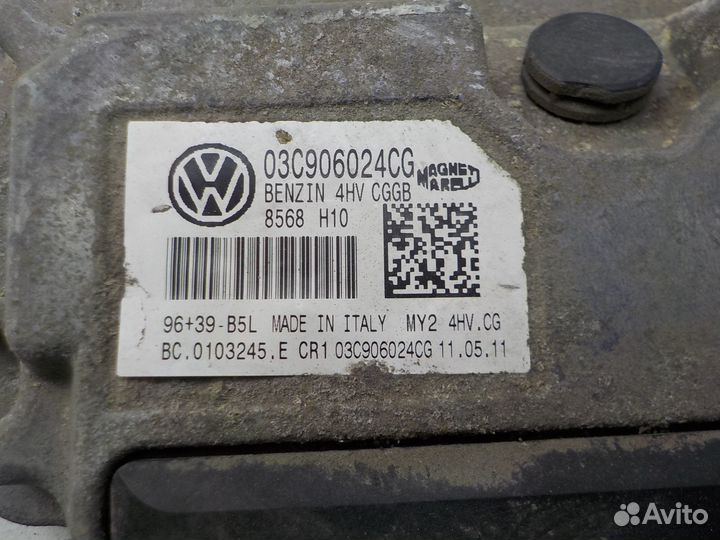 03C906024CG
MAGNETI MARELLI
BENZIN 4HV CGGB
8568 H10
96+39-B5L MADE IN ITALY MY2 4HV.CG
BC.0103245.E CR1 03C906024CG 11.05.11
Avito